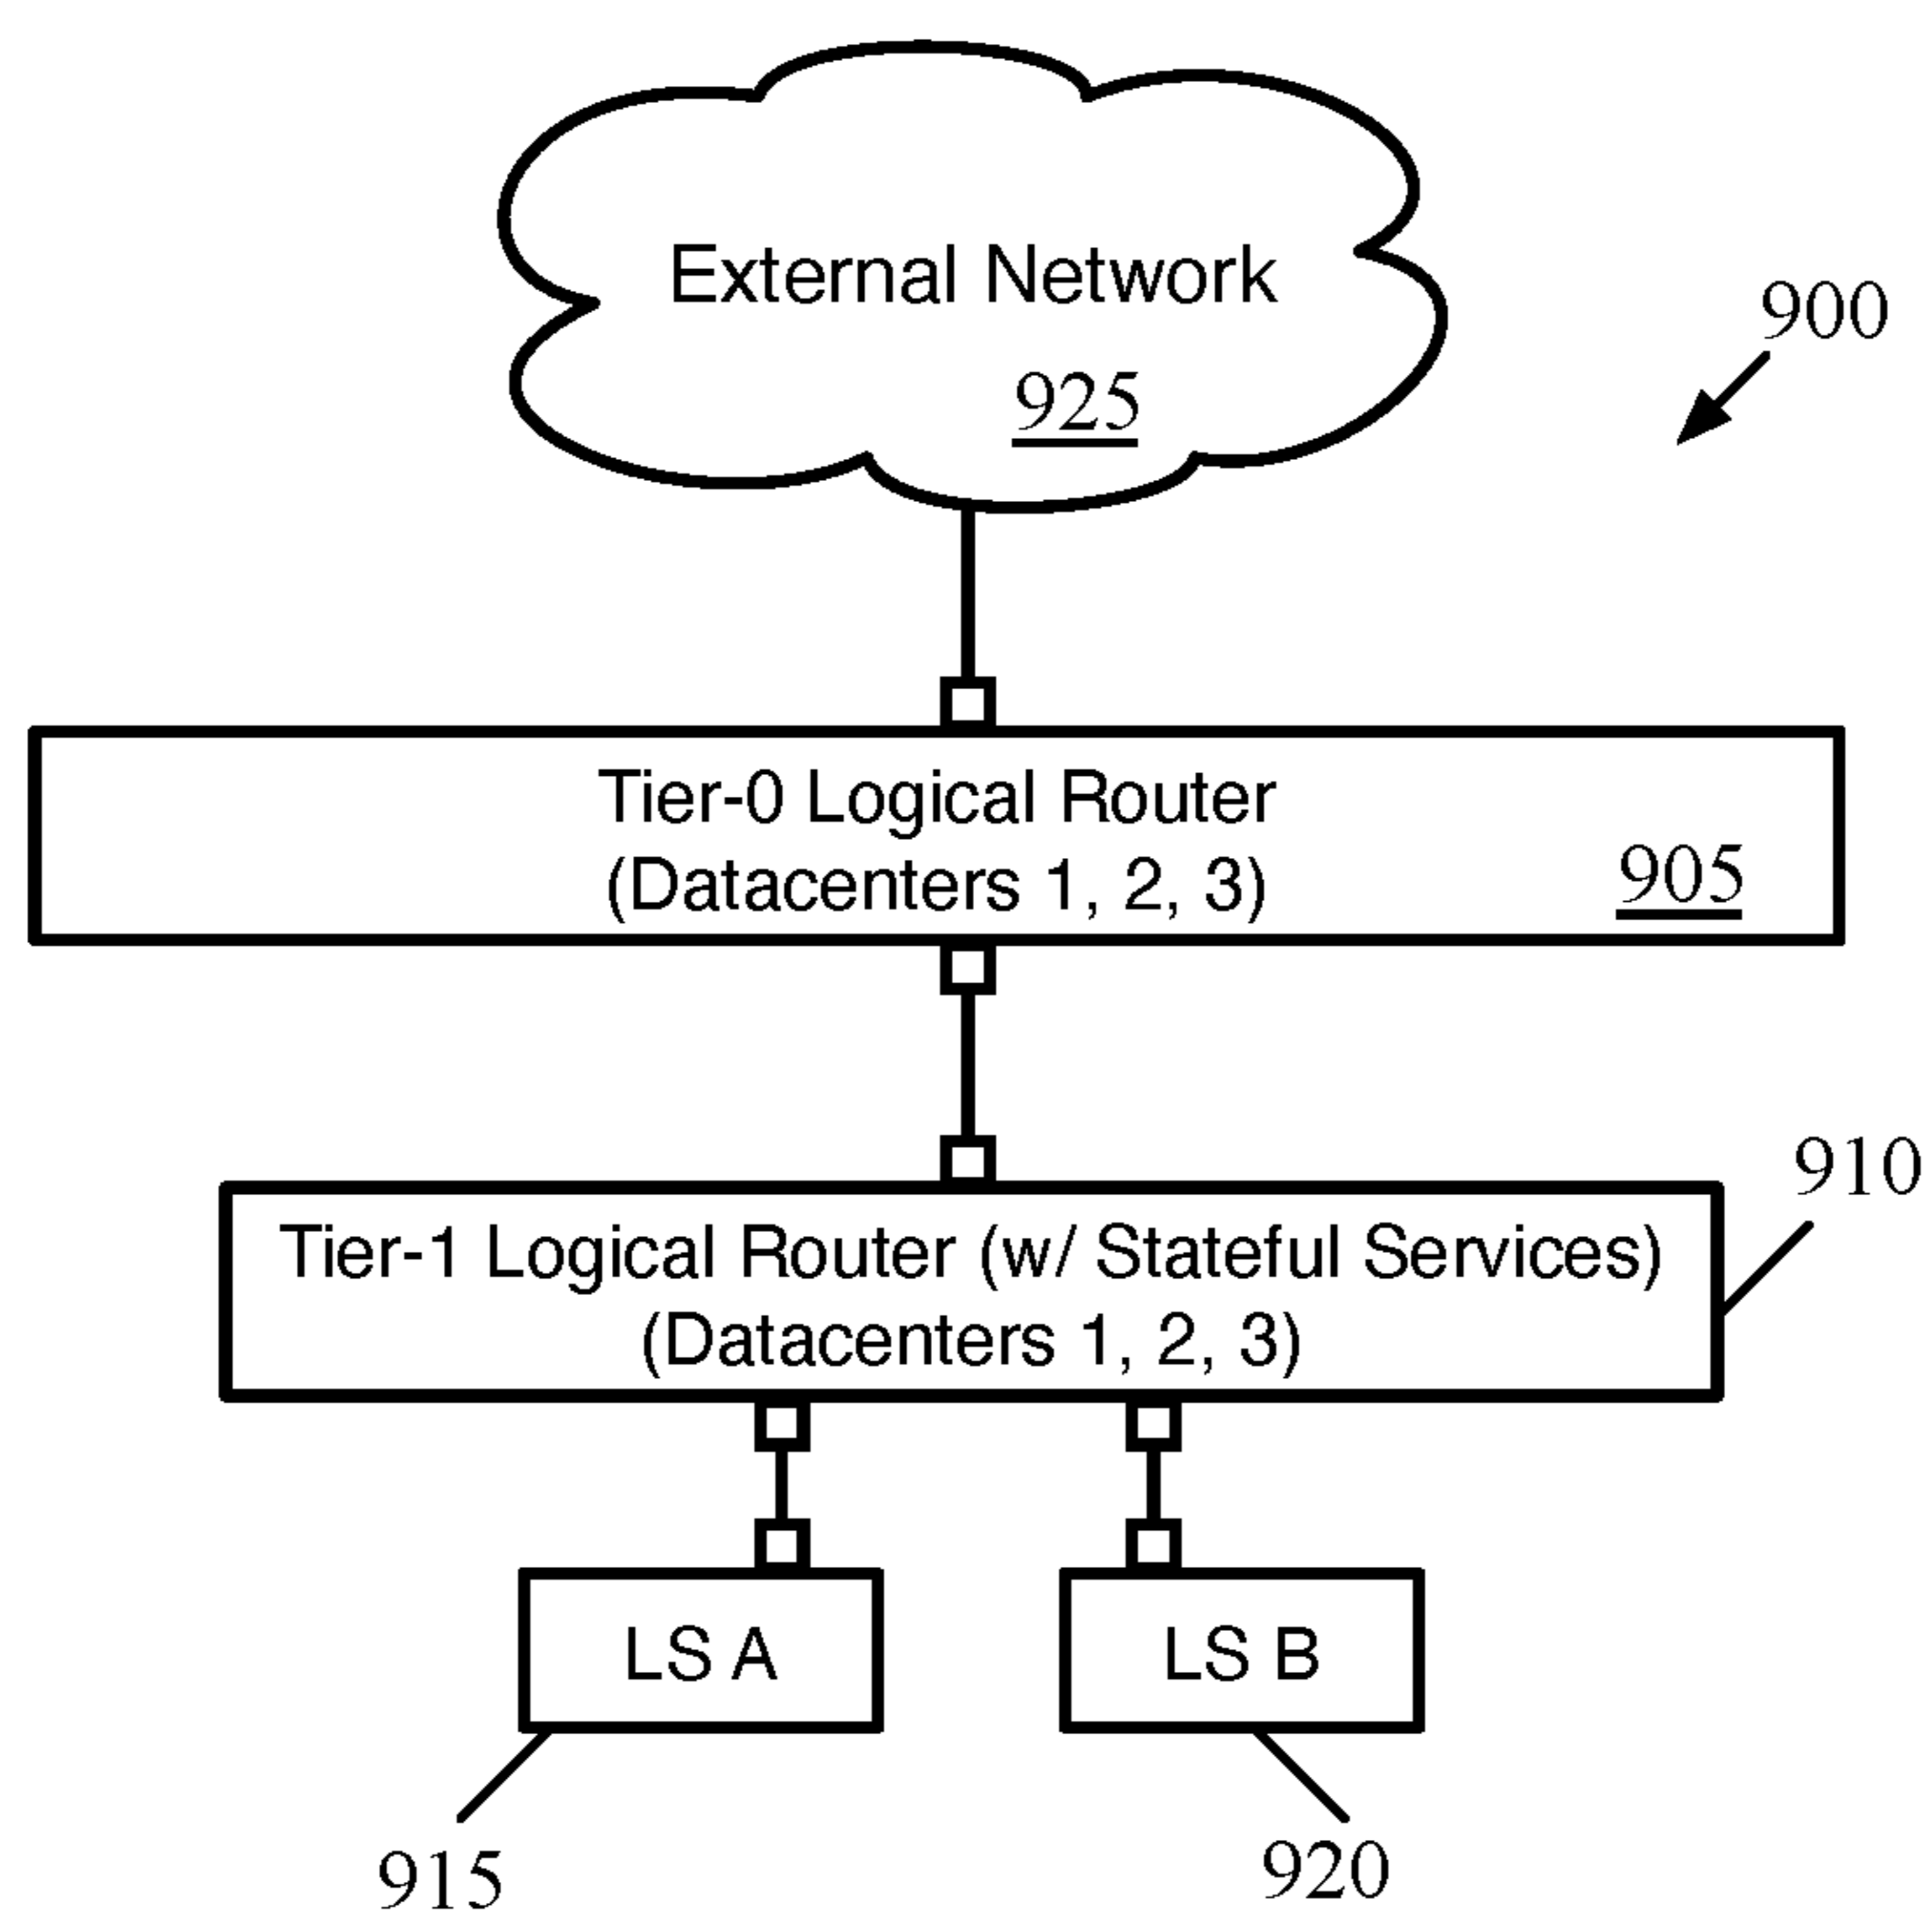 External Network
925
900
Tier-0 Logical Router
(Datacenters 1, 2, 3)
905
910
Tier-1 Logical Router (w/ Stateful Services)
(Datacenters 1, 2, 3)
LS A
LS B
915
920